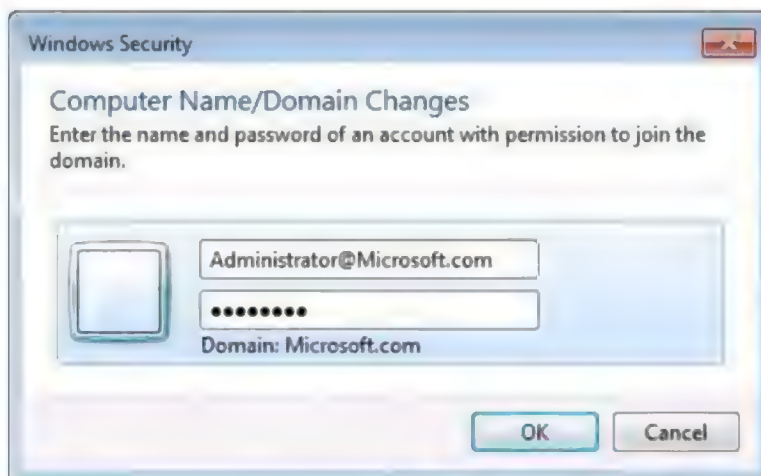 Windows Security
Computer Name/Domain Changes
Enter the name and password of an account with permission to join the
domain.
Administrator@Microsoft.com
●●●●●●●●
Domain: Microsoft.com
OK
Cancel